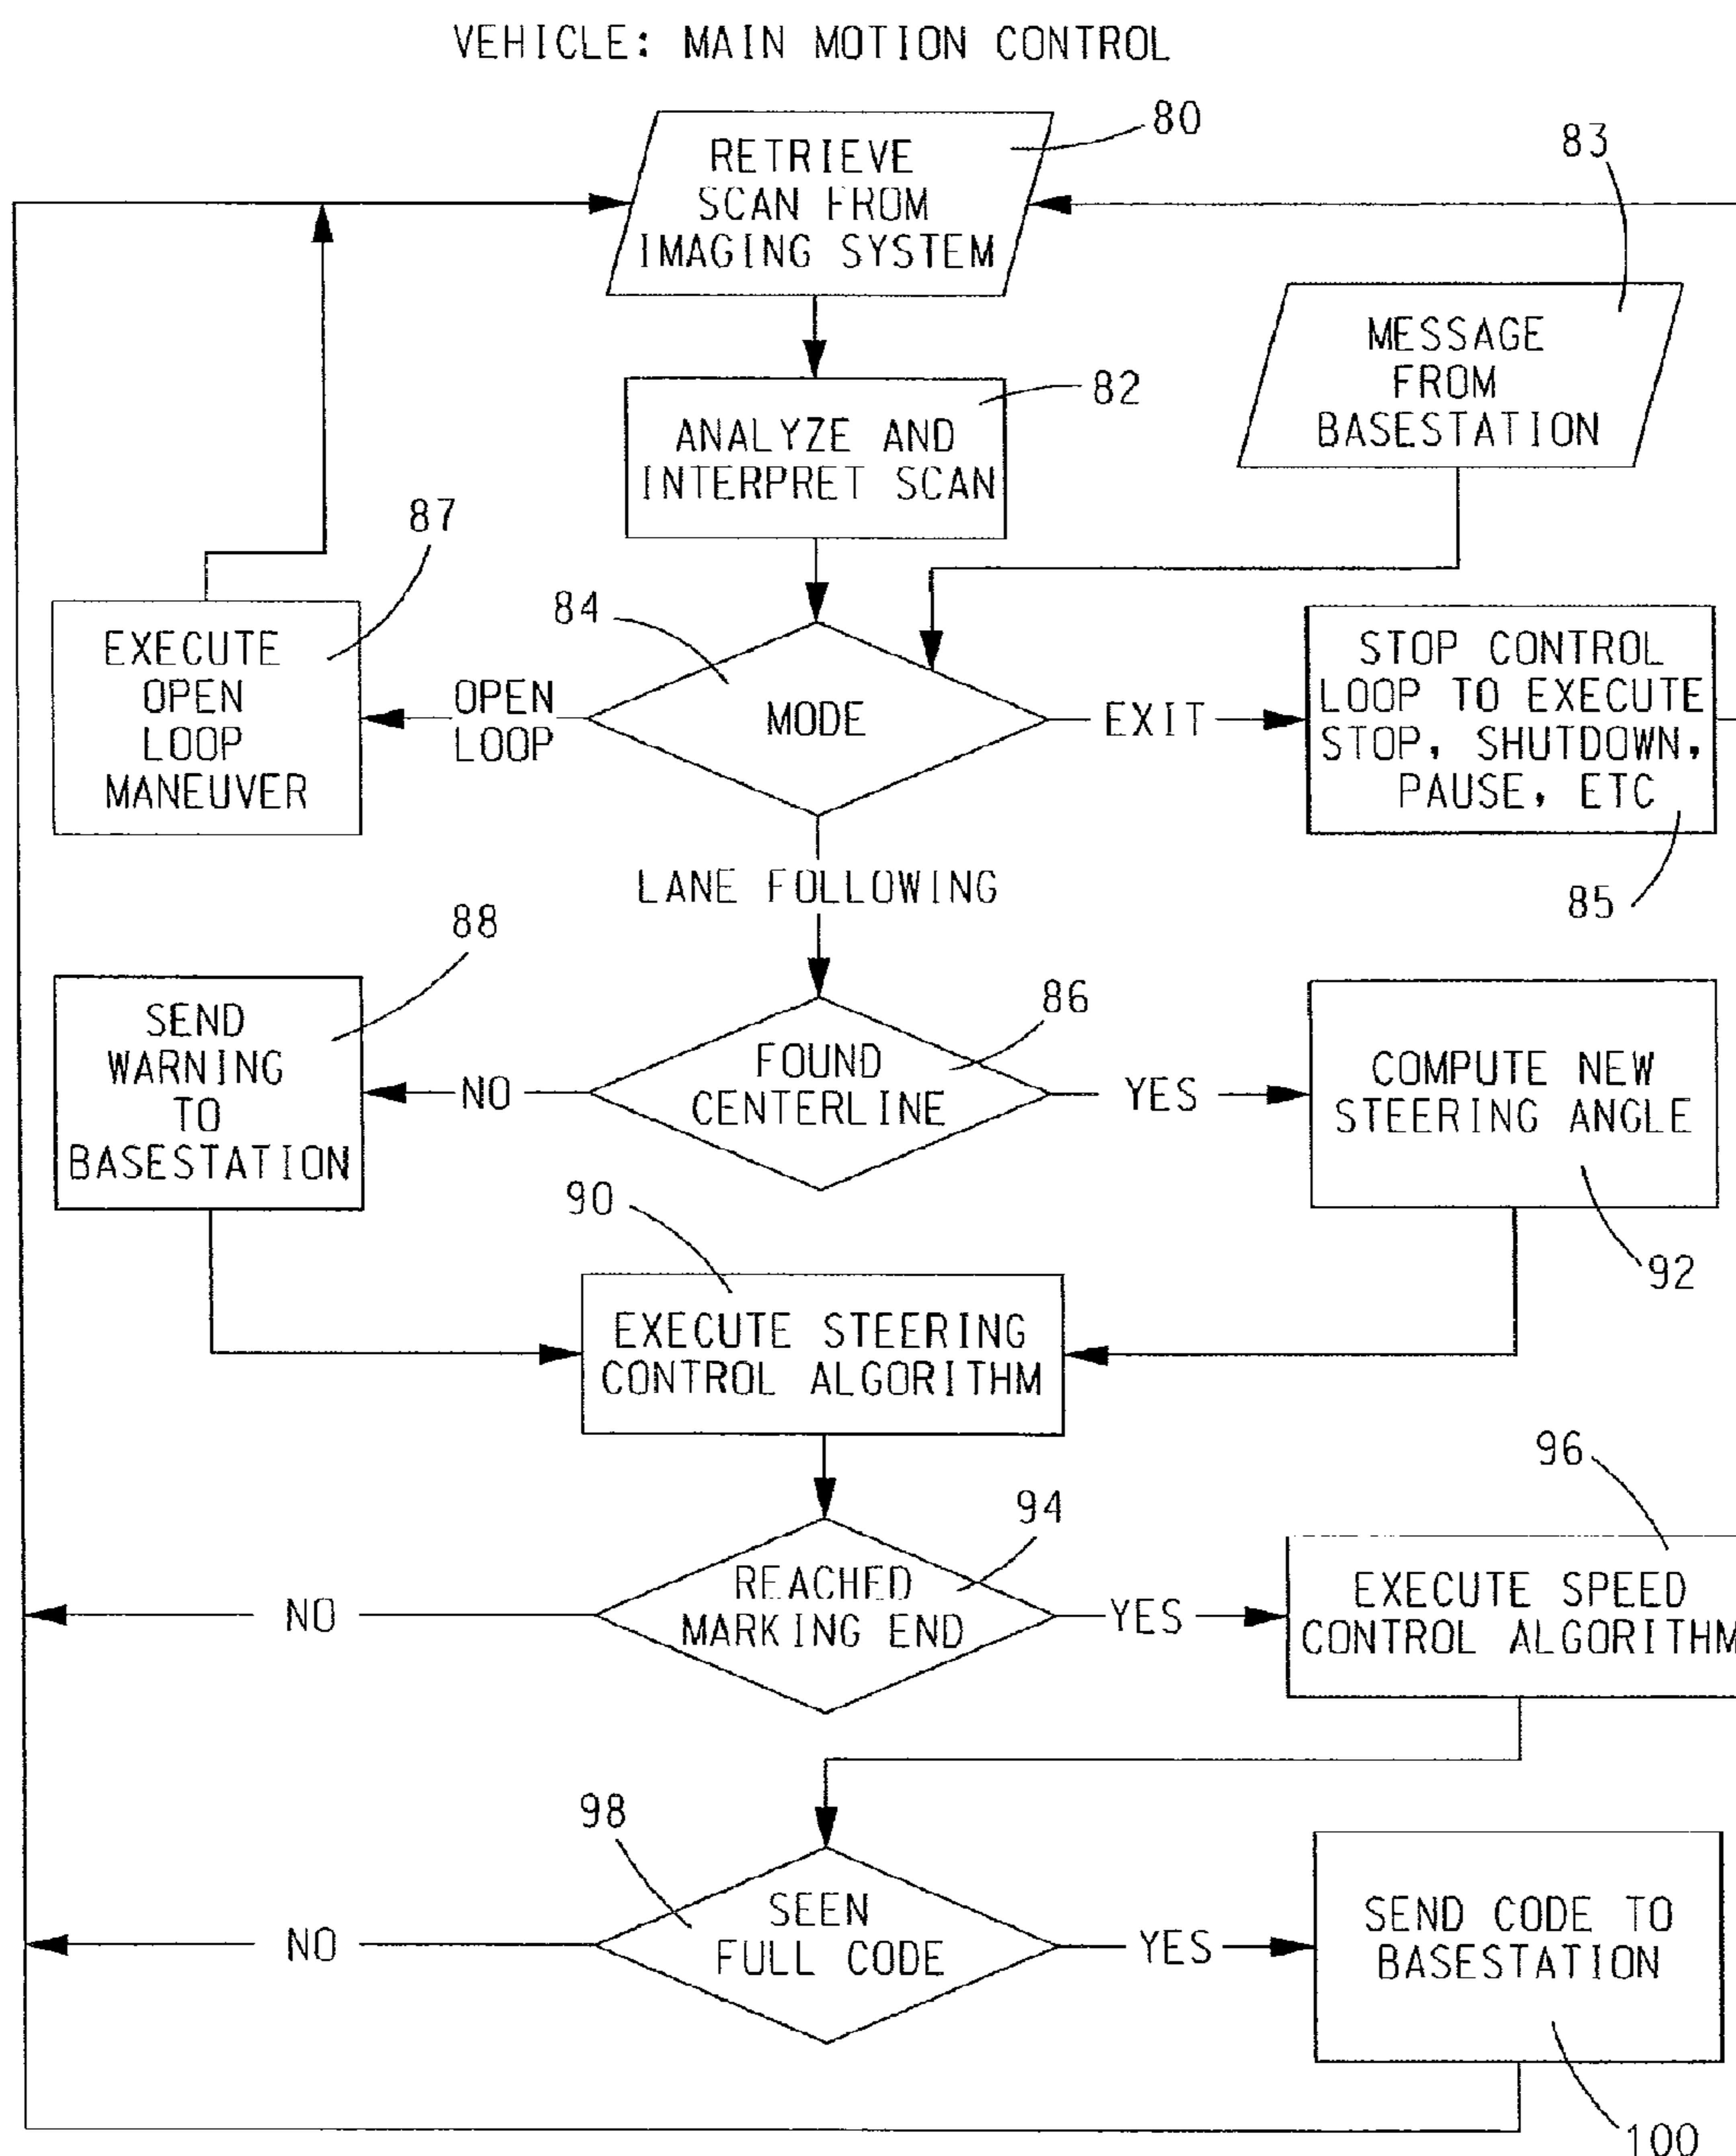 VEHICLE: MAIN MOTION CONTROL
80
RETRIEVE
SCAN FROM
IMAGING SYSTEM
83
MESSAGE
FROM
BASESTATION
82
ANALYZE AND
INTERPRET SCAN
87
EXECUTE
OPEN
LOOP
MANEUVER
OPEN
LOOP
84
MODE
EXIT
STOP CONTROL
LOOP TO EXECUTE
STOP, SHUTDOWN,
PAUSE, ETC
85
LANE FOLLOWING
88
SEND
WARNING
TO
BASESTATION
NO
86
FOUND
CENTERLINE
YES
COMPUTE NEW
STEERING ANGLE
92
90
EXECUTE STEERING
CONTROL ALGORITHM
NO
94
REACHED
MARKING END
YES
96
EXECUTE SPEED
CONTROL ALGORITHM
NO
98
SEEN
FULL CODE
YES
SEND CODE TO
BASESTATION
100